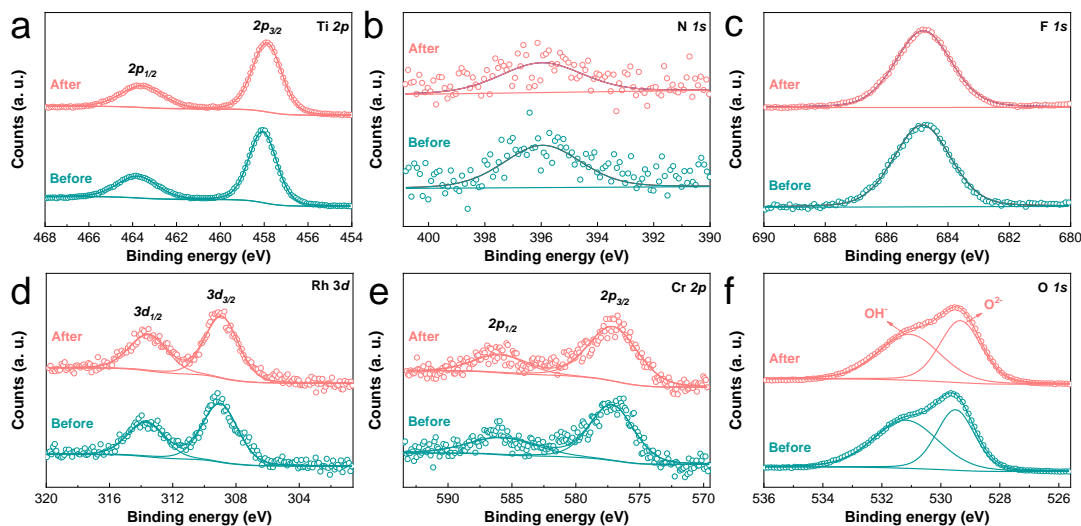 a
Ti 2p
2p3/2
2p1/2
After
Before
Counts (a. u.)
468 466 464 462 460 458 456 454
Binding energy (eV)
b
N 1s
After
Before
Counts (a. u.)
400 398 396 394 392 390
Binding energy (eV)
c
F 1s
After
Before
Counts (a. u.)
690 688 686 684 682 680
Binding energy (eV)
d
Rh 3d
3d3/2
3d1/2
After
Before
Counts (a. u.)
320 316 312 308 304
Binding energy (eV)
e
Cr 2p
2p3/2
2p1/2
After
Before
Counts (a. u.)
590 585 580 575 570
Binding energy (eV)
f
O 1s
OH-
O2-
After
Before
Counts (a. u.)
536 534 532 530 528 526
Binding energy (eV)